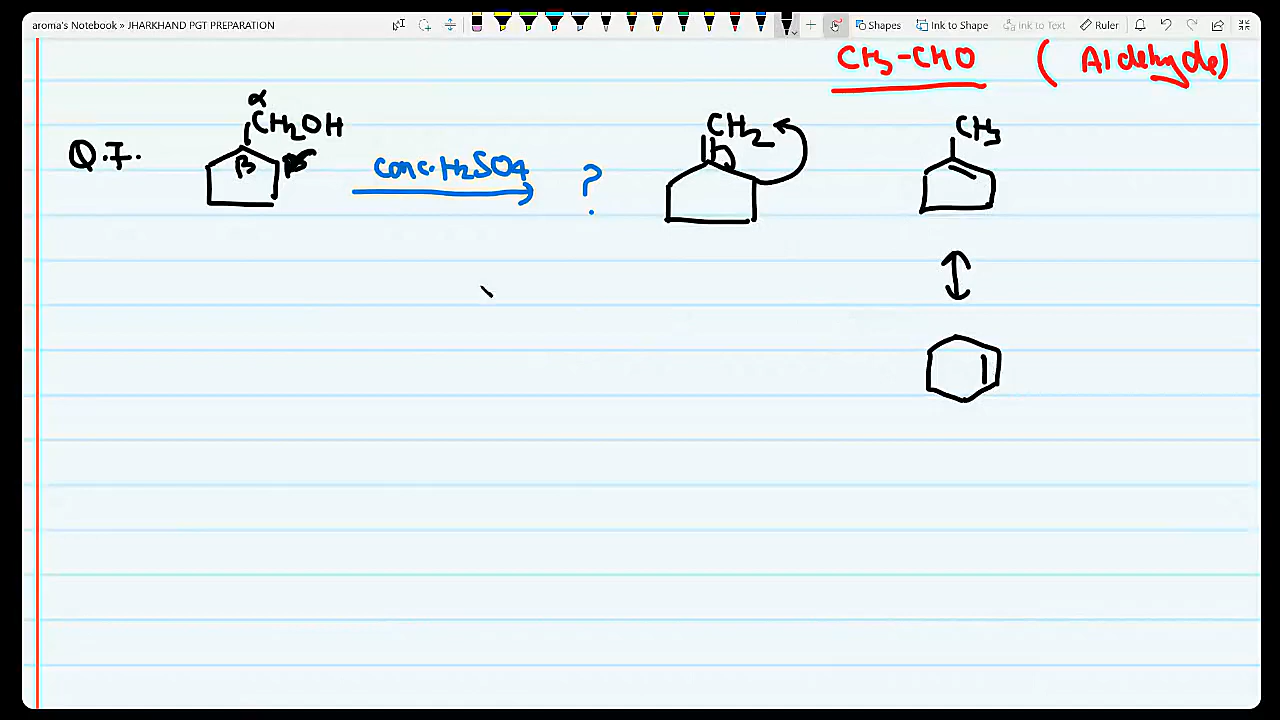 aroma's Notebook » JHARKHAND PGT PREPARATION
Shapes Ink to Shape Ink to Text Ruler
CH3-CHO (Aldehyde)
α
CH2OH
Q.7.
β
conc. H2SO4
?
CH2
CH3